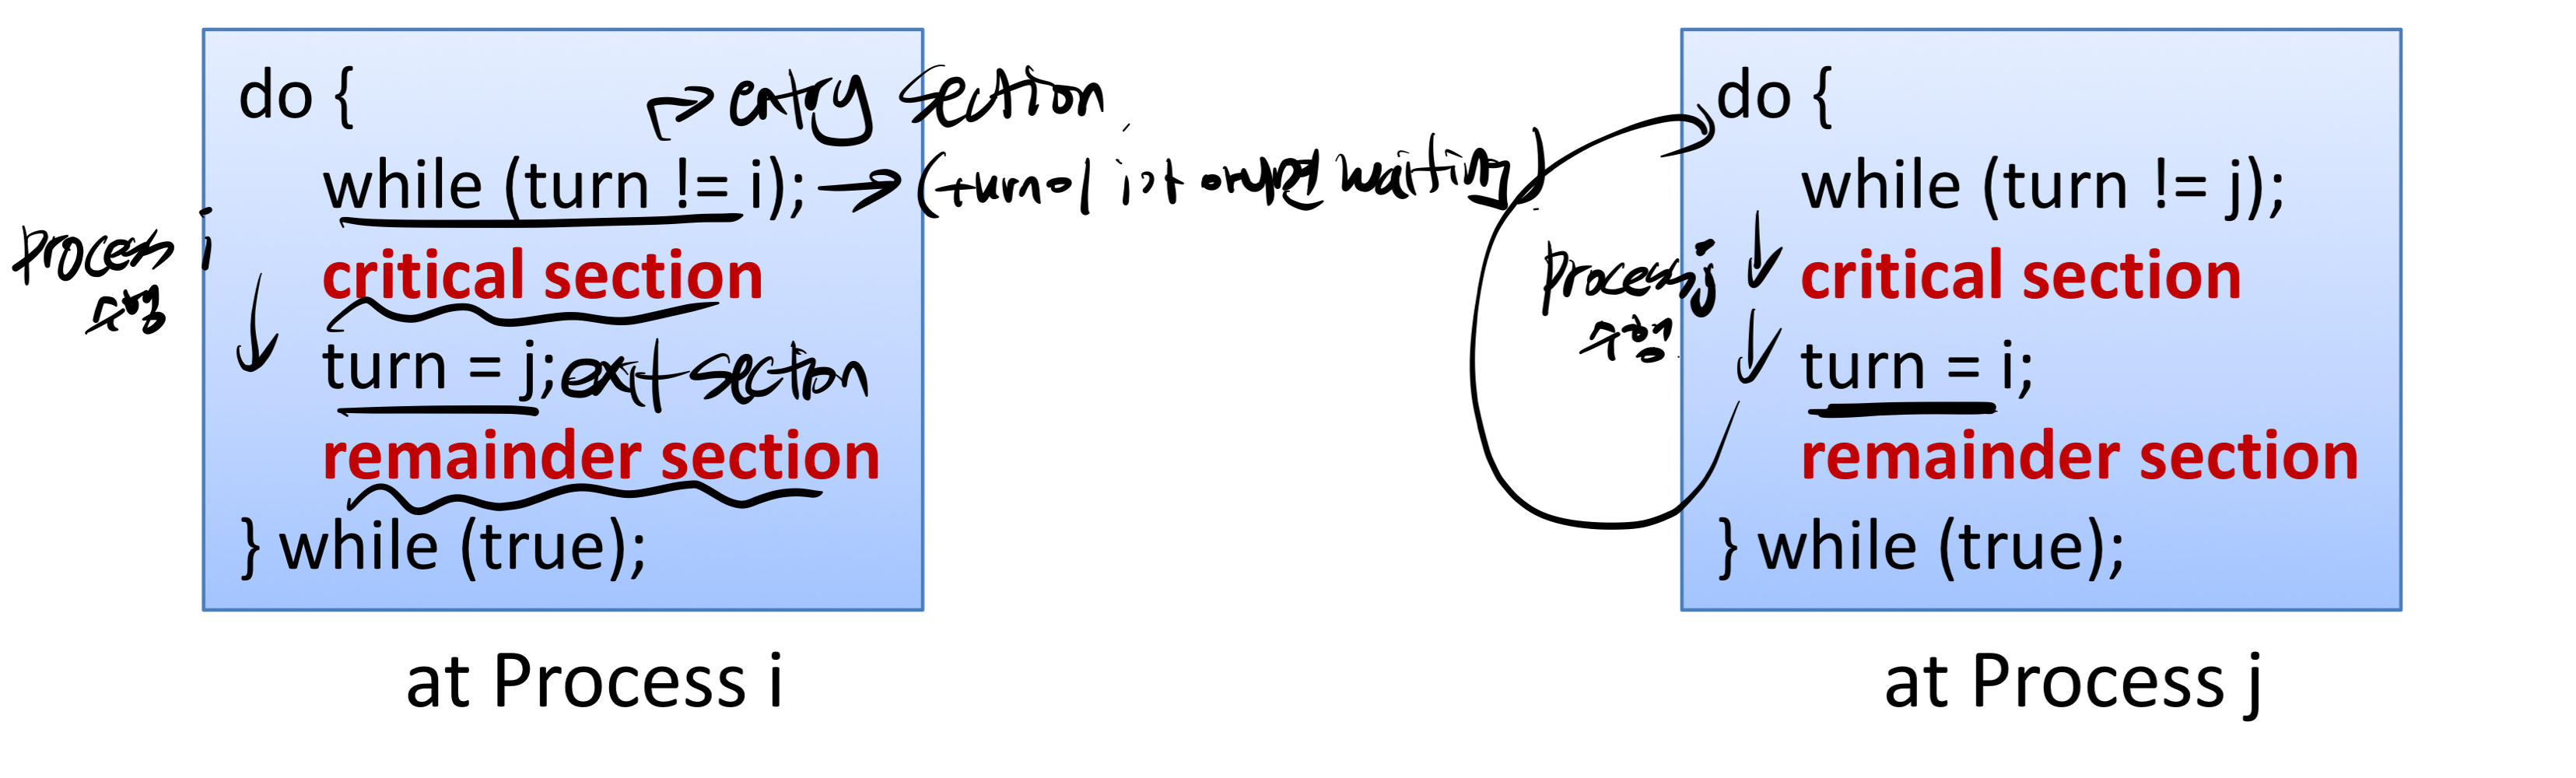 do {
→ entry section
while (turn != i); → (turn이 i가 아니면 waiting)
process i
수행
critical section
turn = j; exit section
remainder section
} while (true);
at Process i
do {
while (turn != j);
process j
수행
critical section
turn = i;
remainder section
} while (true);
at Process j